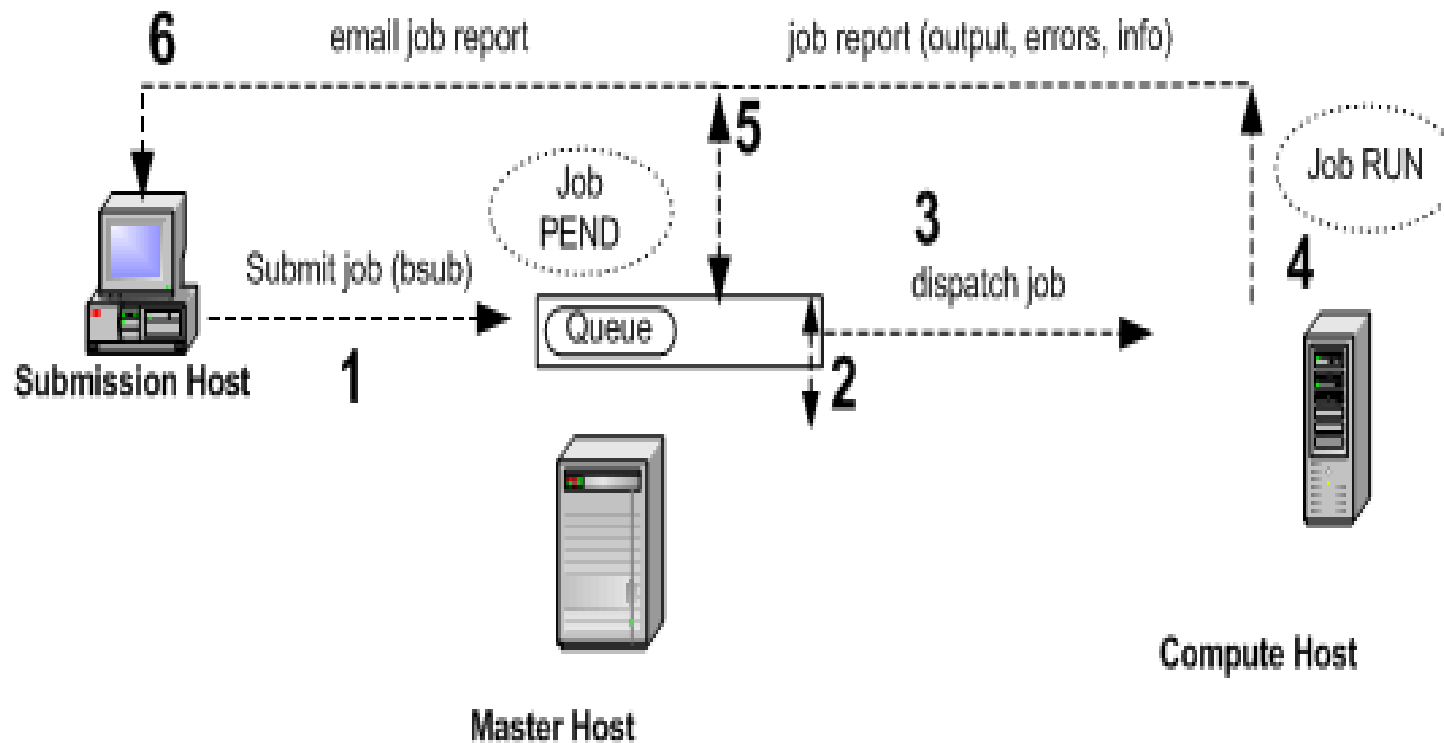 6
email job report
job report (output, errors, info)
5
Job
PEND
3
Job RUN
4
Submit job (bsub)
dispatch job
Queue
1
2
Submission Host
Compute Host
Master Host